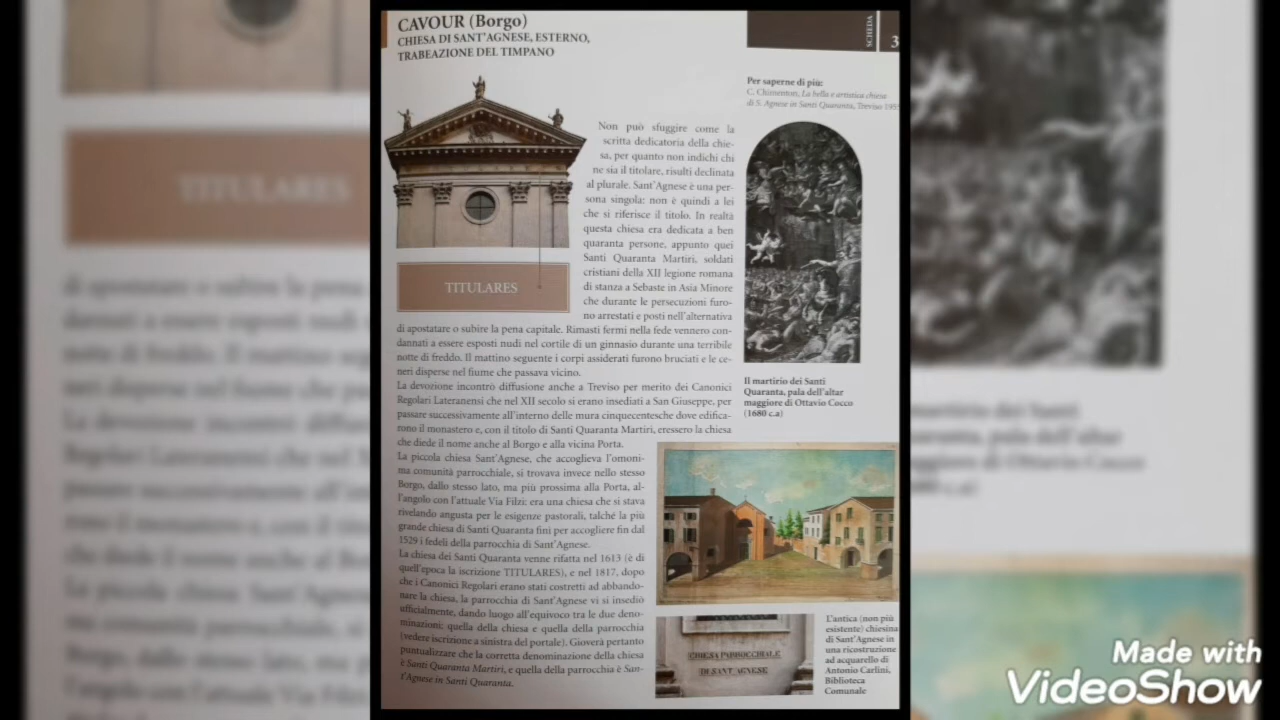 CAVOUR (Borgo)
CHIESA DI SANT'AGNESE, ESTERNO,
TRABEAZIONE DEL TIMPANO
SCHEDA
3
Per saperne di più:
C. Chimenton, La bella e artistica chiesa
di S. Agnese in Santi Quaranta, Treviso 195
Non può sfuggire come la
scritta dedicatoria della chie-
sa, per quanto non indichi chi
ne sia il titolare, risulti declinata
al plurale. Sant'Agnese è una per-
sona singola: non è quindi a lei
che si riferisce il titolo. In realtà
questa chiesa era dedicata a ben
quaranta persone, appunto quei
Santi Quaranta Martiri, soldati
cristiani della XII legione romana
di stanza a Sebaste in Asia Minore
che durante le persecuzioni furo-
no arrestati e posti nell'alternativa
TITULARES
di apostatare o subire la pena capitale. Rimasti fermi nella fede vennero con-
dannati a essere esposti nudi nel cortile di un ginnasio durante una terribile
notte di freddo. Il mattino seguente i corpi assiderati furono bruciati e le ce-
neri disperse nel fiume che passava vicino.
La devozione incontrò diffusione anche a Treviso per merito dei Canonici
Regolari Lateranensi che nel XII secolo si erano insediati a San Giuseppe, per
passare successivamente all'interno delle mura cinquecentesche dove edifica-
rono il monastero e, con il titolo di Santi Quaranta Martiri, eressero la chiesa
che diede il nome anche al Borgo e alla vicina Porta.
La piccola chiesa Sant'Agnese, che accoglieva l'omoni-
ma comunità parrocchiale, si trovava invece nello stesso
Borgo, dallo stesso lato, ma più prossima alla Porta, al-
l'angolo con l'attuale Via Filzi: era una chiesa che si stava
rivelando angusta per le esigenze pastorali, talché la più
grande chiesa di Santi Quaranta finì per accogliere fin dal
1529 i fedeli della parrocchia di Sant'Agnese.
La chiesa dei Santi Quaranta venne rifatta nel 1613 (è di
quell'epoca la iscrizione TITULARES), e nel 1817, dopo
che i Canonici Regolari erano stati costretti ad abbando-
nare la chiesa, la parrocchia di Sant'Agnese vi si insediò
ufficialmente, dando luogo all'equivoco tra le due deno-
minazioni: quella della chiesa e quella della parrocchia
(vedere iscrizione a sinistra del portale). Gioverà pertanto
puntualizzare che la corretta denominazione della chiesa
è Santi Quaranta Martiri, e quella della parrocchia è San-
t'Agnese in Santi Quaranta.
Il martirio dei Santi
Quaranta, pala dell'altar
maggiore di Ottavio Cocco
(1680 c.a)
CHIESA PARROCCHIALE
DI SANT'AGNESE
L'antica (non più
esistente) chiesina
di Sant'Agnese in
una ricostruzione
ad acquarello di
Antonio Carlini,
Biblioteca
Comunale
Made with
VideoShow